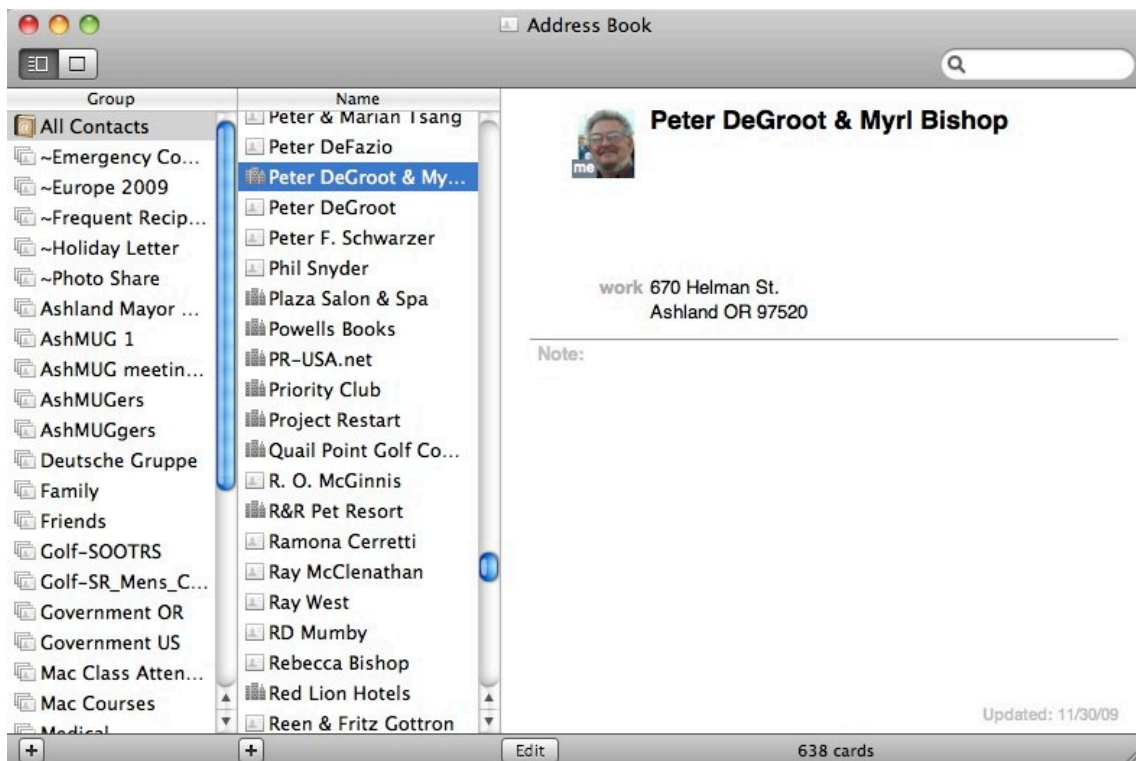 Address Book
Group
All Contacts
~Emergency Co...
~Europe 2009
~Frequent Recip...
~Holiday Letter
~Photo Share
Ashland Mayor ...
AshMUG 1
AshMUG meetin...
AshMUGers
AshMUGgers
Deutsche Gruppe
Family
Friends
Golf-SOOTRS
Golf-SR_Mens_C...
Government OR
Government US
Mac Class Atten...
Mac Courses
Medical
Name
Peter & Marian Tsang
Peter DeFazio
Peter DeGroot & My...
Peter DeGroot
Peter F. Schwarzer
Phil Snyder
Plaza Salon & Spa
Powells Books
PR-USA.net
Priority Club
Project Restart
Quail Point Golf Co...
R. O. McGinnis
R&R Pet Resort
Ramona Cerretti
Ray McClenathan
Ray West
RD Mumby
Rebecca Bishop
Red Lion Hotels
Reen & Fritz Gottron
me
Peter DeGroot & Myrl Bishop
work 670 Helman St.
Ashland OR 97520
Note:
Updated: 11/30/09
+
+
Edit
638 cards